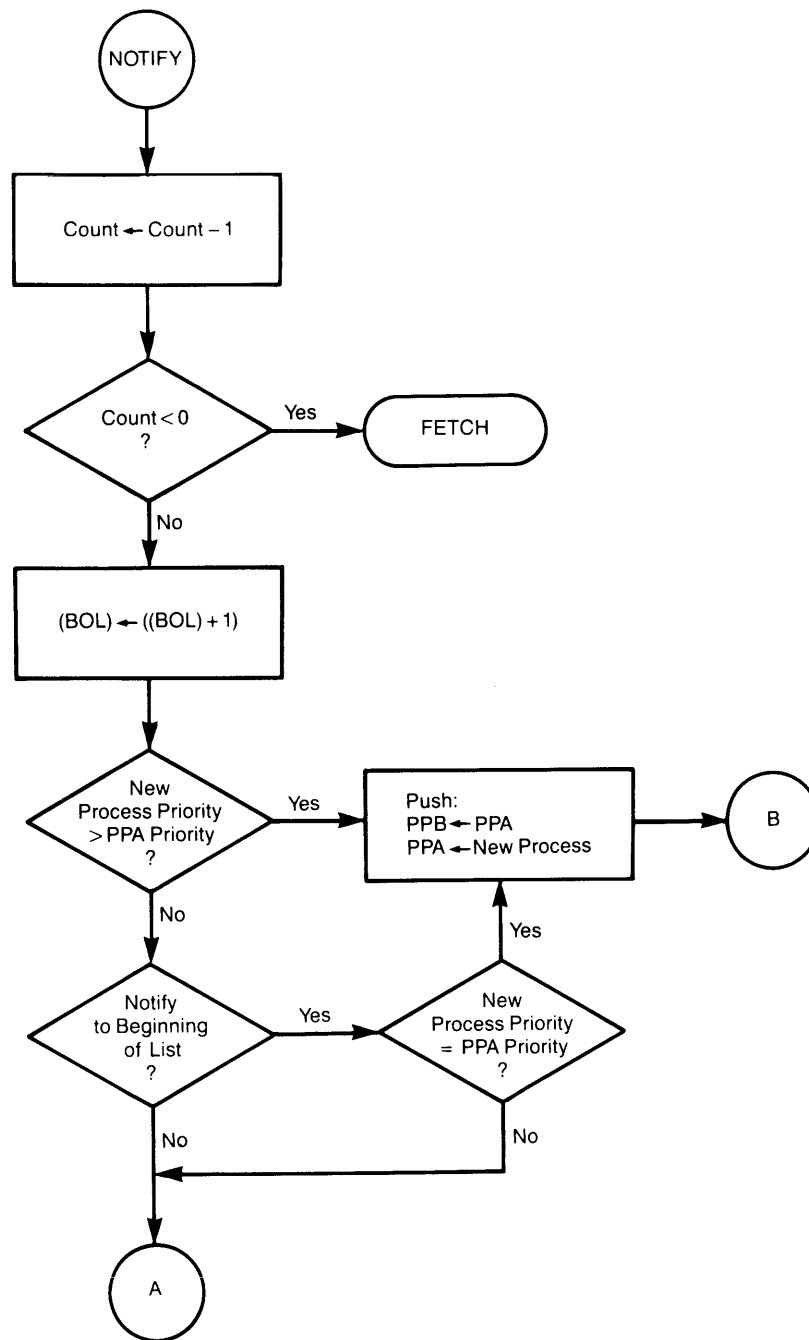 NOTIFY
Count ← Count – 1
Count < 0
?
Yes
FETCH
No
(BOL) ← ((BOL) + 1)
New
Process Priority
> PPA Priority
?
Yes
Push:
PPB ← PPA
PPA ← New Process
B
No
Yes
Notify
to Beginning
of List
?
Yes
New
Process Priority
= PPA Priority
?
No
No
A